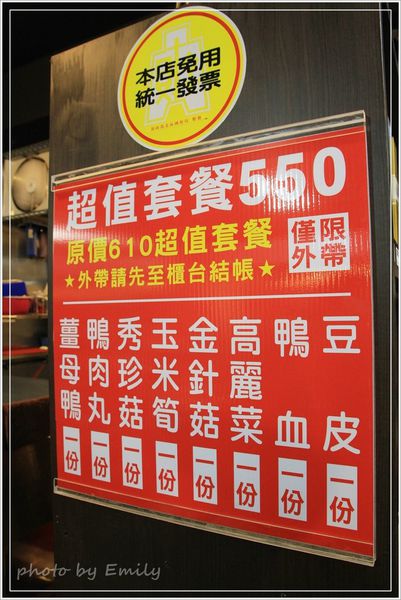 本店免用
統一發票
超值套餐550
原價610超值套餐
★外帶請先至櫃台結帳★
僅限
外帶
薑母鴨 一份
鴨肉丸 一份
秀珍菇 一份
玉米筍 一份
金針菇 一份
高麗菜 一份
鴨血 一份
豆皮 一份
photo by Emily